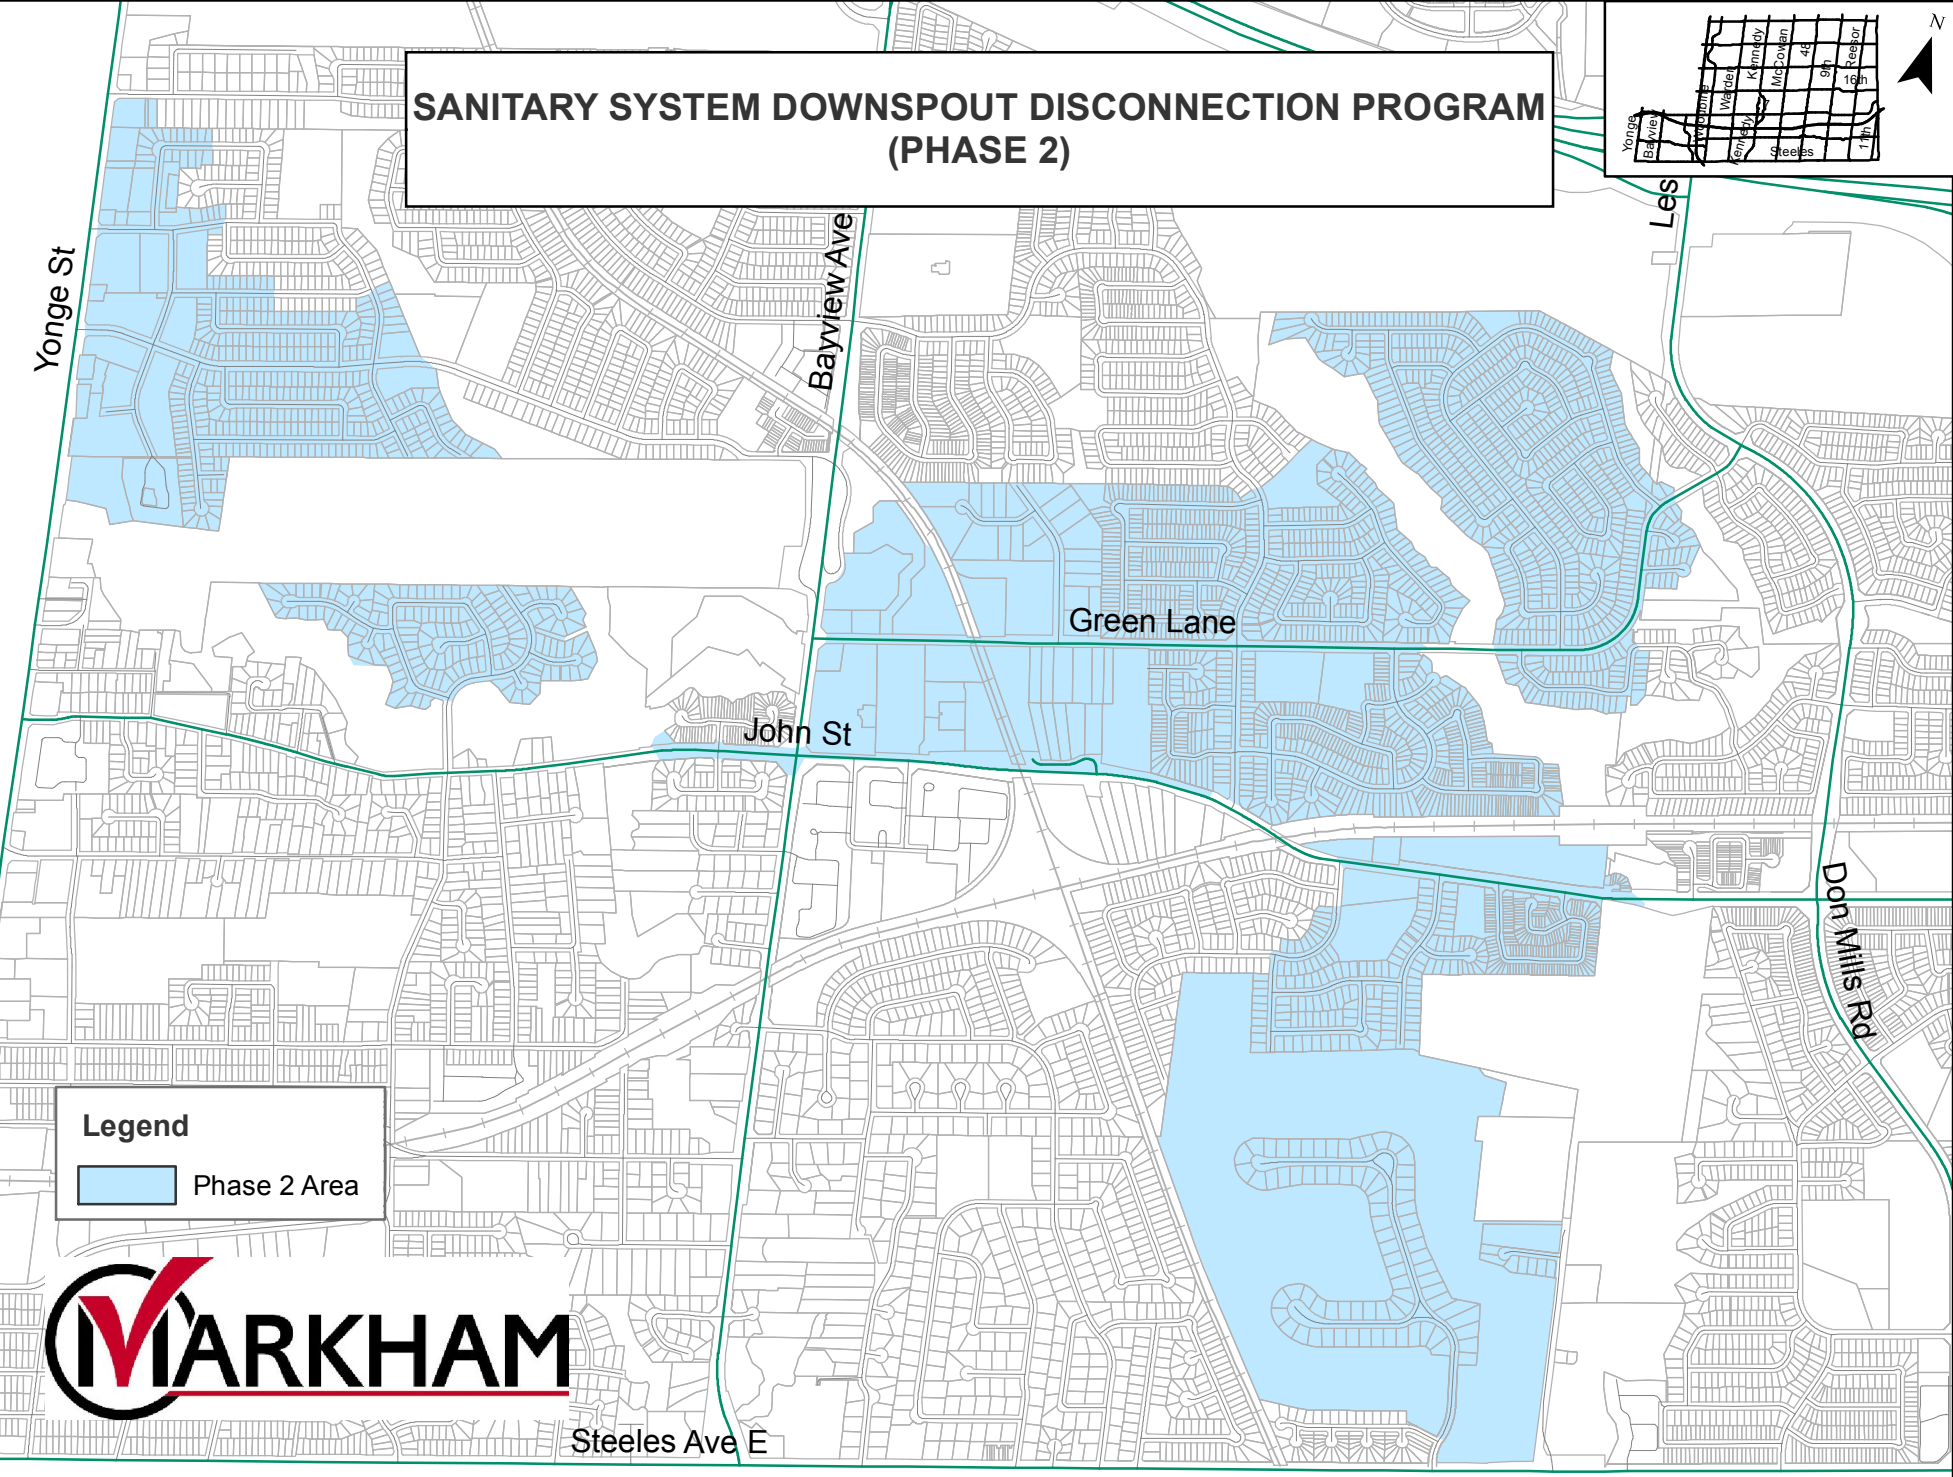 SANITARY SYSTEM DOWNSPOUT DISCONNECTION PROGRAM
(PHASE 2)
N
Yonge
Bayview
Woodbine
Warden
Kennedy
Kennedy
McCowan
48
9th
Reesor
16th
11th
Steeles
Les
Yonge St
Bayview Ave
Green Lane
John St
Don Mills Rd
Legend
Phase 2 Area
MARKHAM
Steeles Ave E